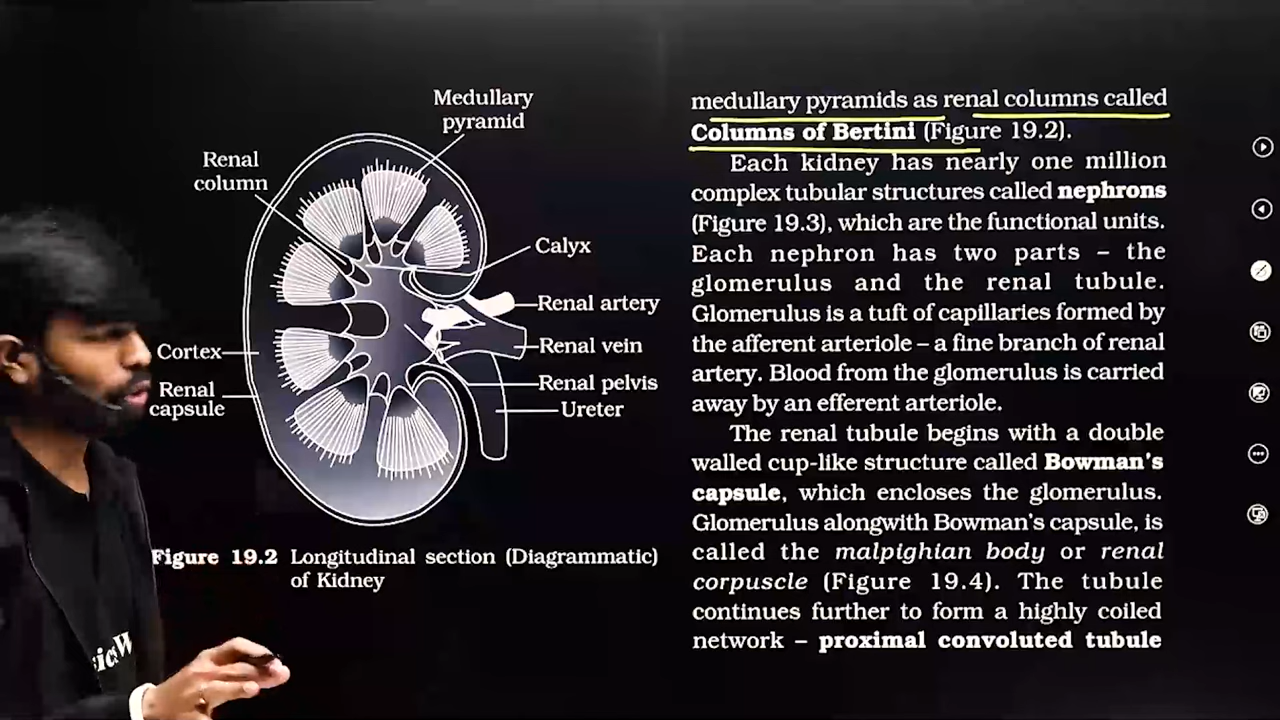 Medullary
pyramid
Renal
column
Calyx
Renal artery
Renal vein
Cortex
Renal pelvis
Renal
capsule
Ureter
Figure 19.2 Longitudinal section (Diagrammatic)
of Kidney
medullary pyramids as renal columns called
Columns of Bertini (Figure 19.2).
Each kidney has nearly one million
complex tubular structures called nephrons
(Figure 19.3), which are the functional units.
Each nephron has two parts – the
glomerulus and the renal tubule.
Glomerulus is a tuft of capillaries formed by
the afferent arteriole – a fine branch of renal
artery. Blood from the glomerulus is carried
away by an efferent arteriole.
The renal tubule begins with a double
walled cup-like structure called Bowman's
capsule, which encloses the glomerulus.
Glomerulus alongwith Bowman's capsule, is
called the malpighian body or renal
corpuscle (Figure 19.4). The tubule
continues further to form a highly coiled
network – proximal convoluted tubule